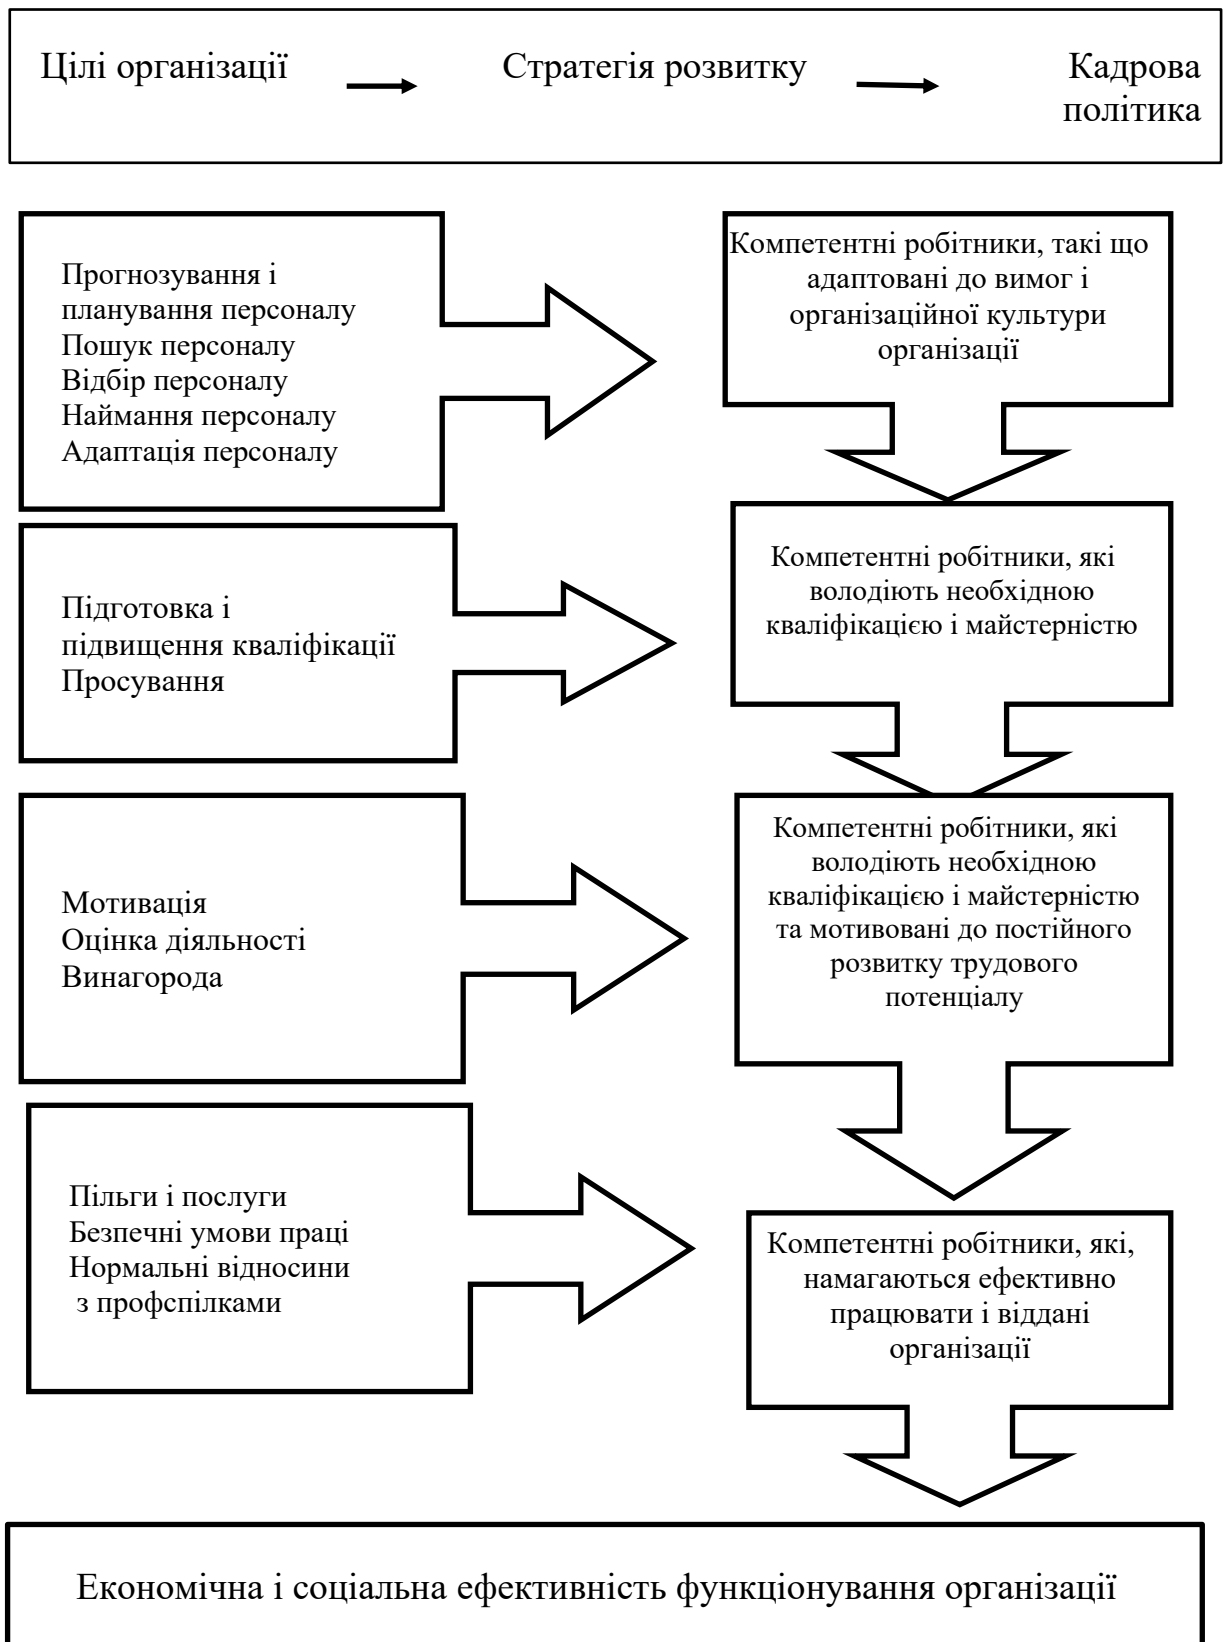 Цілі організації
Стратегія розвитку
Кадрова
політика
Прогнозування і
планування персоналу
Пошук персоналу
Відбір персоналу
Наймання персоналу
Адаптація персоналу
Компетентні робітники, такі що
адаптовані до вимог і
організаційної культури
організації
Підготовка і
підвищення кваліфікації
Просування
Компетентні робітники, які
володіють необхідною
кваліфікацією і майстерністю
Мотивація
Оцінка діяльності
Винагорода
Компетентні робітники, які
володіють необхідною
кваліфікацією і майстерністю
та мотивовані до постійного
розвитку трудового
потенціалу
Пільги і послуги
Безпечні умови праці
Нормальні відносини
з профспілками
Компетентні робітники, які,
намагаються ефективно
працювати і віддані
організації
Економічна і соціальна ефективність функціонування організації